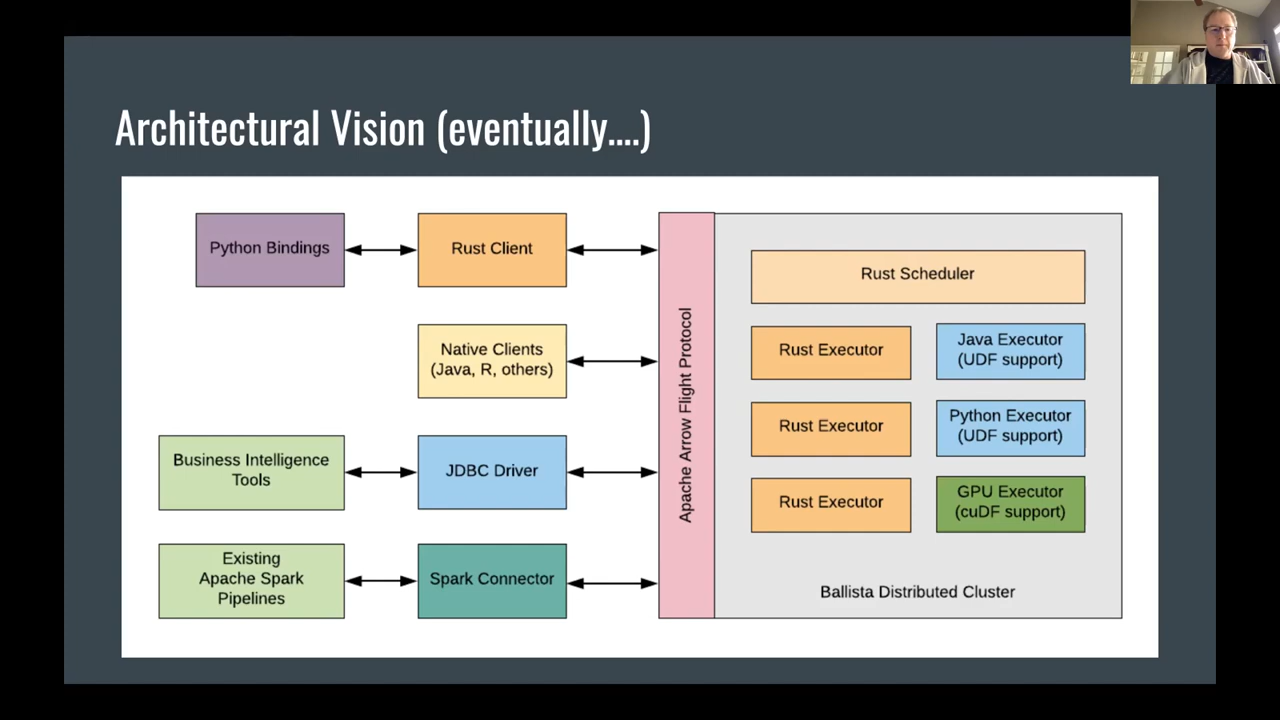 Architectural Vision (eventually....)
Python Bindings
Rust Client
Native Clients
(Java, R, others)
Business Intelligence
Tools
JDBC Driver
Existing
Apache Spark
Pipelines
Spark Connector
Apache Arrow Flight Protocol
Rust Scheduler
Rust Executor
Java Executor
(UDF support)
Rust Executor
Python Executor
(UDF support)
Rust Executor
GPU Executor
(cuDF support)
Ballista Distributed Cluster